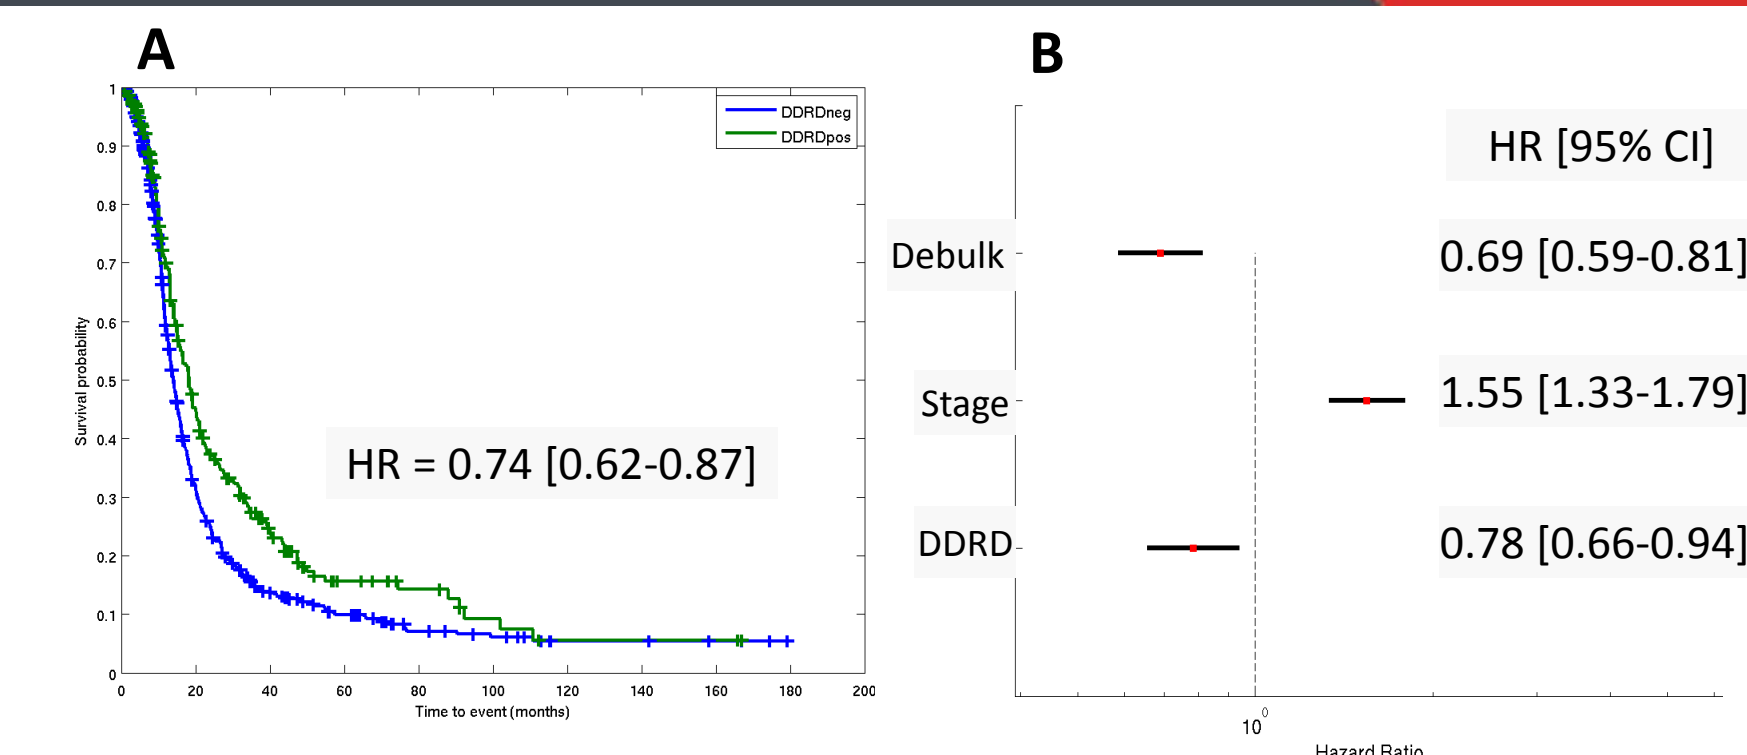 A
1
0.9
0.8
0.7
0.6
0.5
0.4
0.3
0.2
0.1
0
Survival probability
DDRDneg
DDRDpos
HR = 0.74 [0.62-0.87]
0 20 40 60 80 100 120 140 160 180 200
Time to event (months)
B
HR [95% CI]
Debulk 0.69 [0.59-0.81]
Stage 1.55 [1.33-1.79]
DDRD 0.78 [0.66-0.94]
10^0
Hazard Ratio